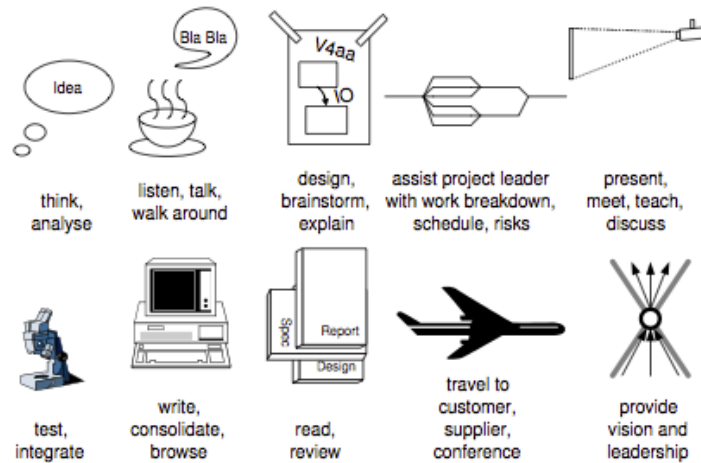 Bla Bla
Idea
V4aa
IO
think,
analyse
listen, talk,
walk around
design,
brainstorm,
explain
assist project leader
with work breakdown,
schedule, risks
present,
meet, teach,
discuss
Spec
Report
Design
test,
integrate
write,
consolidate,
browse
read,
review
travel to
customer,
supplier,
conference
provide
vision and
leadership